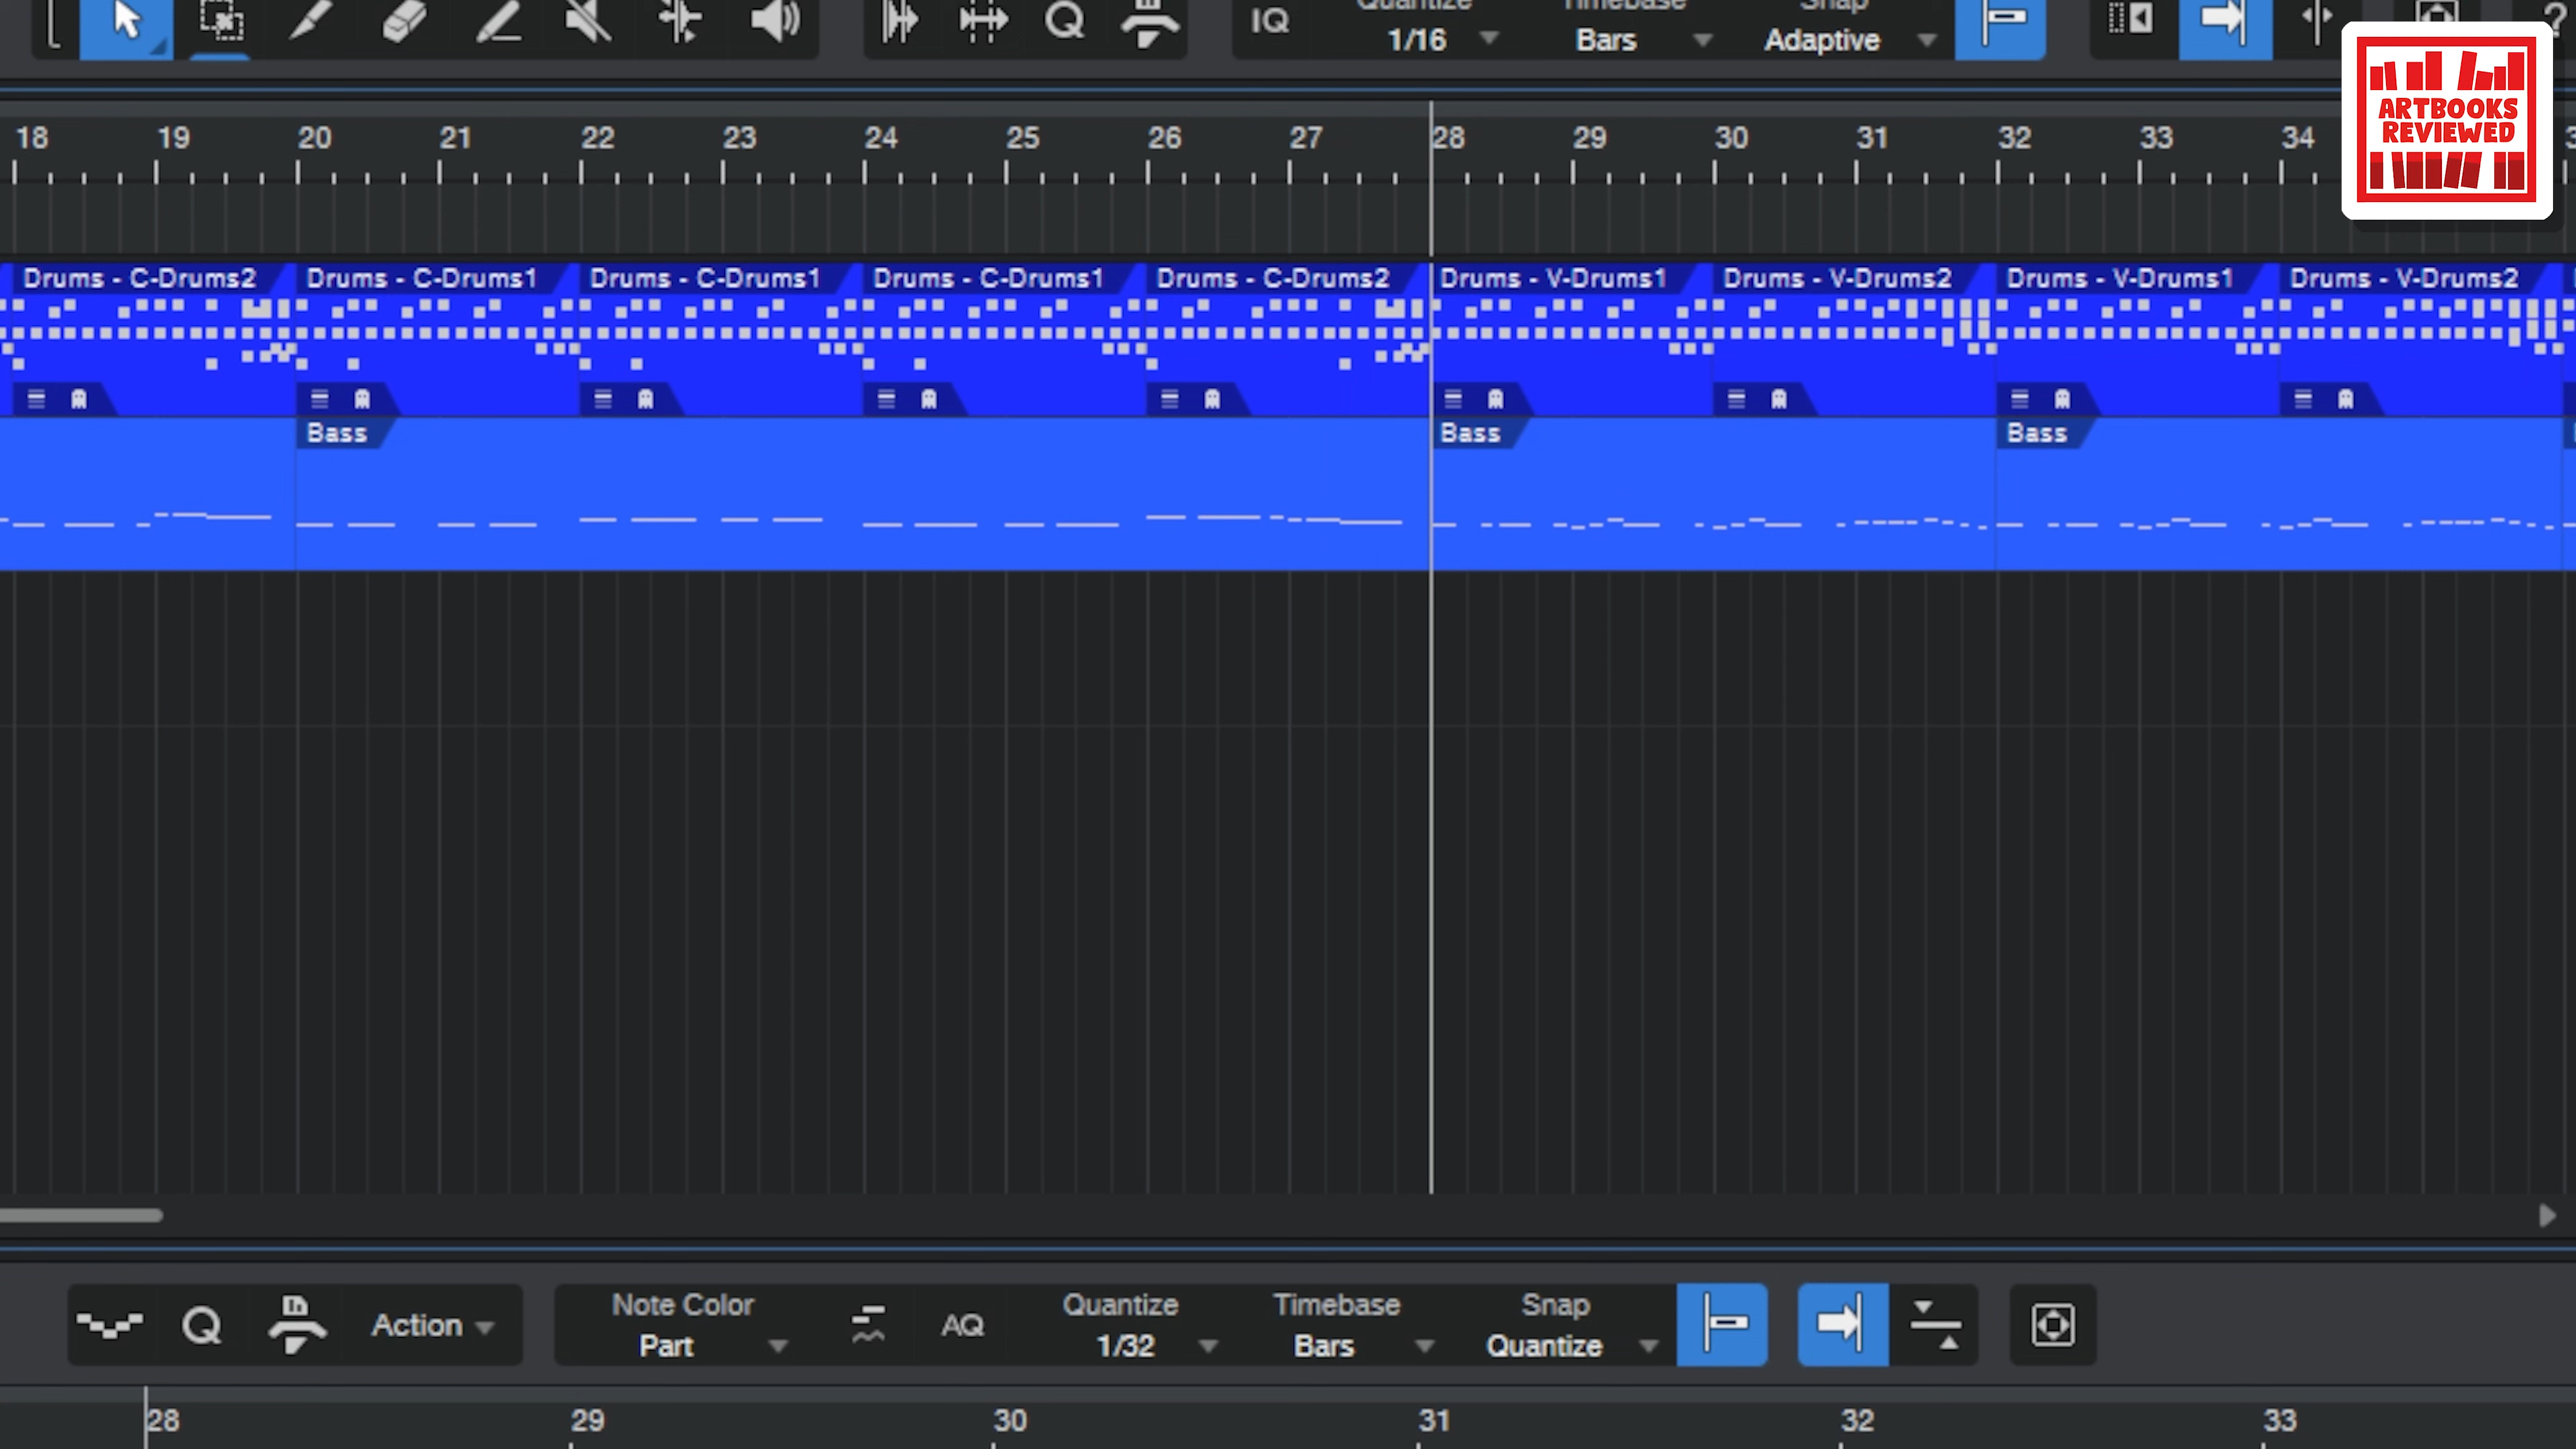 Quantize Timebase Snap
IQ 1/16 Bars Adaptive
?
ARTBOOKS
REVIEWED
18 19 20 21 22 23 24 25 26 27 28 29 30 31 32 33 34
Drums - C-Drums2 Drums - C-Drums1 Drums - C-Drums1 Drums - C-Drums1 Drums - C-Drums2 Drums - V-Drums1 Drums - V-Drums2 Drums - V-Drums1 Drums - V-Drums2
Bass Bass Bass
Note Color Quantize Timebase Snap
Q Action AQ
Part 1/32 Bars Quantize
28 29 30 31 32 33